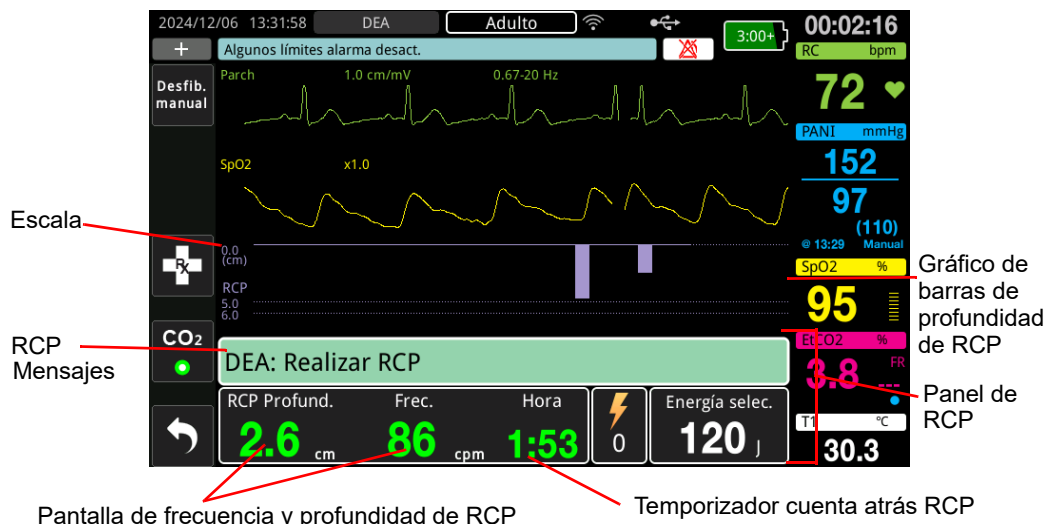 2024/12/06 13:31:58 DEA Adulto 3:00+ 00:02:16
+ Algunos límites alarma desact. RC bpm
Desfib.
manual
Parch 1.0 cm/mV 0.67-20 Hz
72
PANI mmHg
SpO2 x1.0
152
97
(110)
@ 13:29 Manual
Escala
0.0
(cm)
RCP
5.0
6.0
Rx
SpO2 %
95
Gráfico de
barras de
profundidad
de RCP
CO2
RCP
Mensajes
DEA: Realizar RCP
EtCO2 %
3.8 FR
---
Panel de
RCP
RCP Profund. Frec. Hora
2.6 cm 86 cpm 1:53
0
Energía selec.
120 J
T1 °C
30.3
Pantalla de frecuencia y profundidad de RCP
Temporizador cuenta atrás RCP